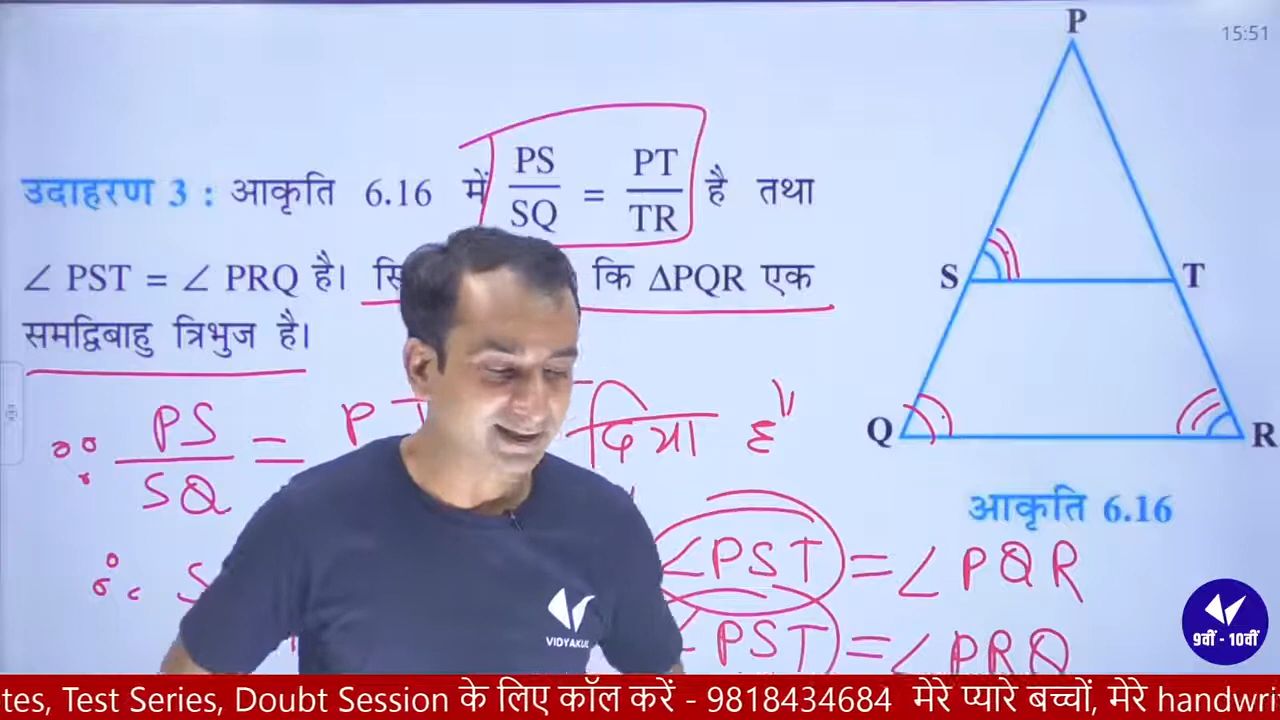 P
15:51
उदाहरण 3 : आकृति 6.16 में PS/SQ = PT/TR है तथा
∠ PST = ∠ PRQ है। कि ΔPQR एक
समद्विबाहु त्रिभुज है।
S T
Q R
आकृति 6.16
∵ PS/SQ = दिया है"
∴ S
∠PST = ∠PQR
∠PST = ∠PRQ
VIDYAKUL
9वीं - 10वीं
tes, Test Series, Doubt Session के लिए कॉल करें - 9818434684 मेरे प्यारे बच्चों, मेरे handwri